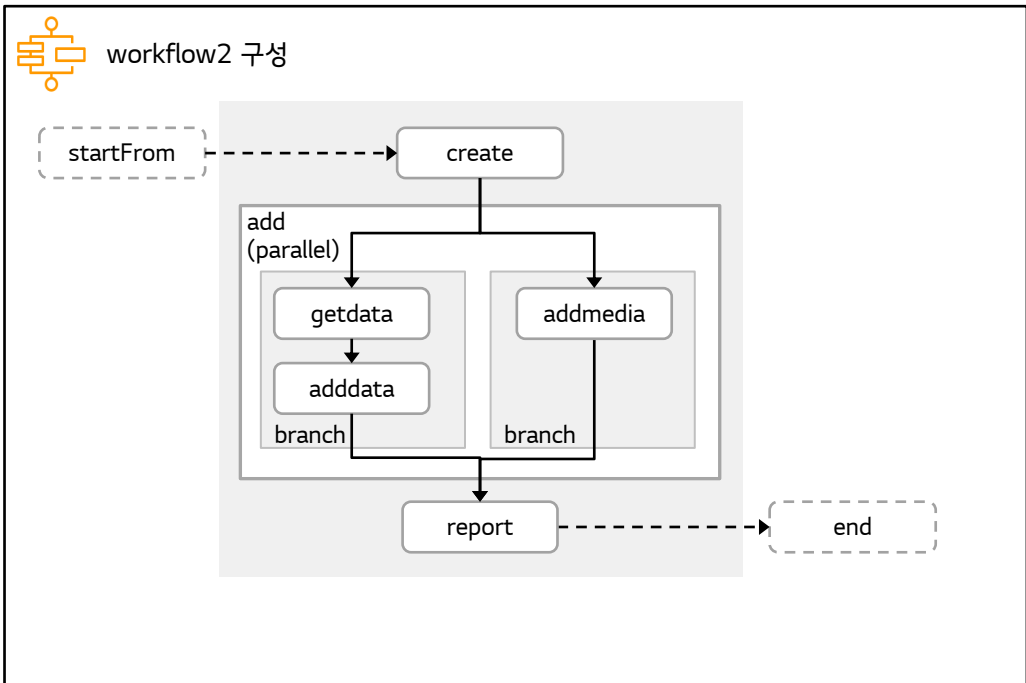 workflow2 구성
startFrom
create
add
(parallel)
getdata
addmedia
adddata
branch
branch
report
end